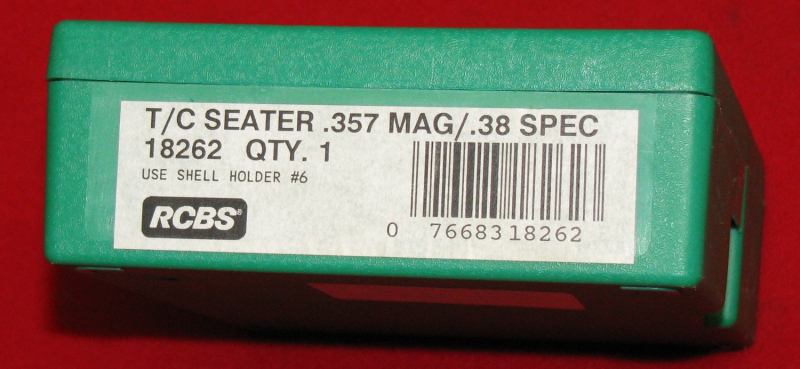 T/C SEATER .357 MAG/.38 SPEC
18262 QTY. 1
USE SHELL HOLDER #6
RCBS®
0 7668318262